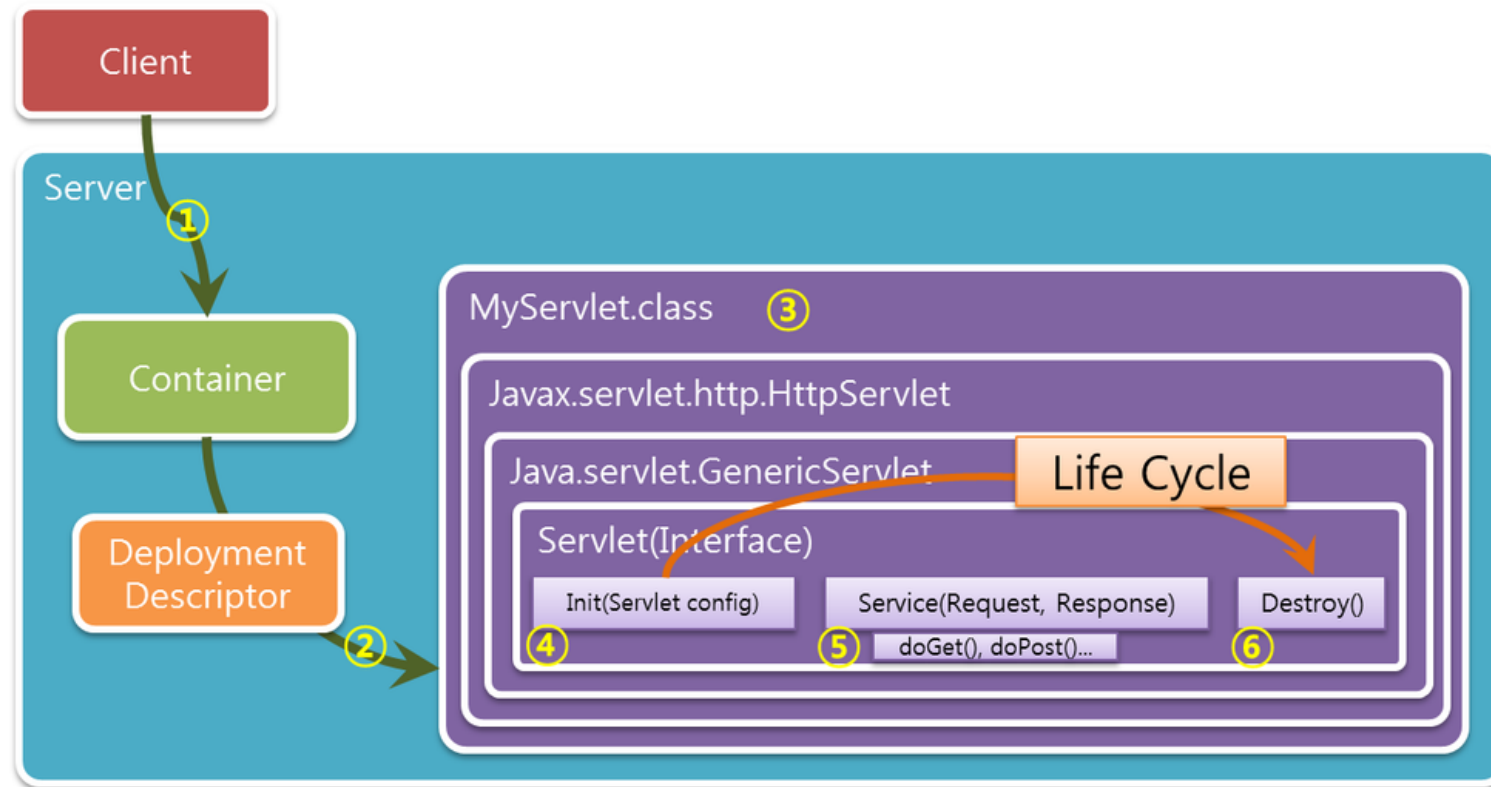 Client
Server
①
Container
Deployment
Descriptor
②
MyServlet.class ③
Javax.servlet.http.HttpServlet
Java.servlet.GenericServlet
Life Cycle
Servlet(Interface)
Init(Servlet config)
④
Service(Request, Response)
⑤
doGet(), doPost()...
Destroy()
⑥